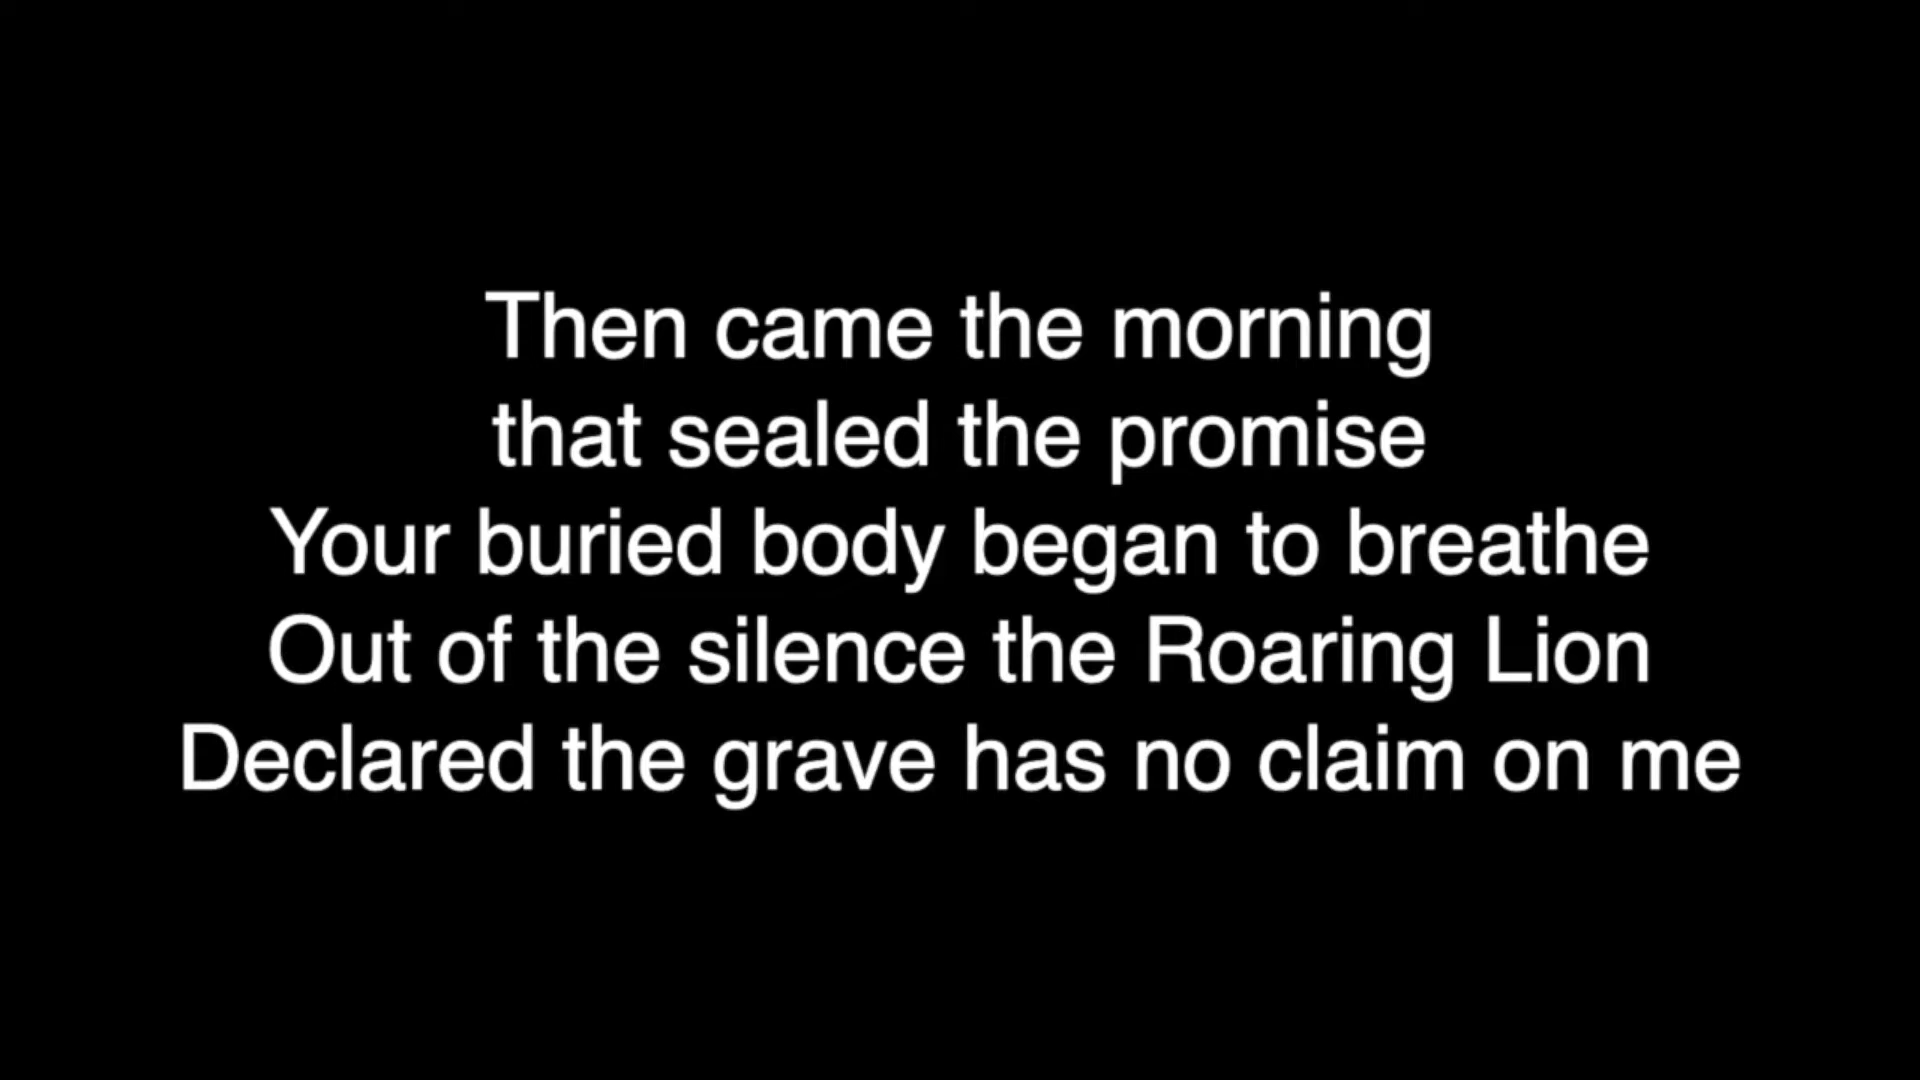 Then came the morning
that sealed the promise
Your buried body began to breathe
Out of the silence the Roaring Lion
Declared the grave has no claim on me